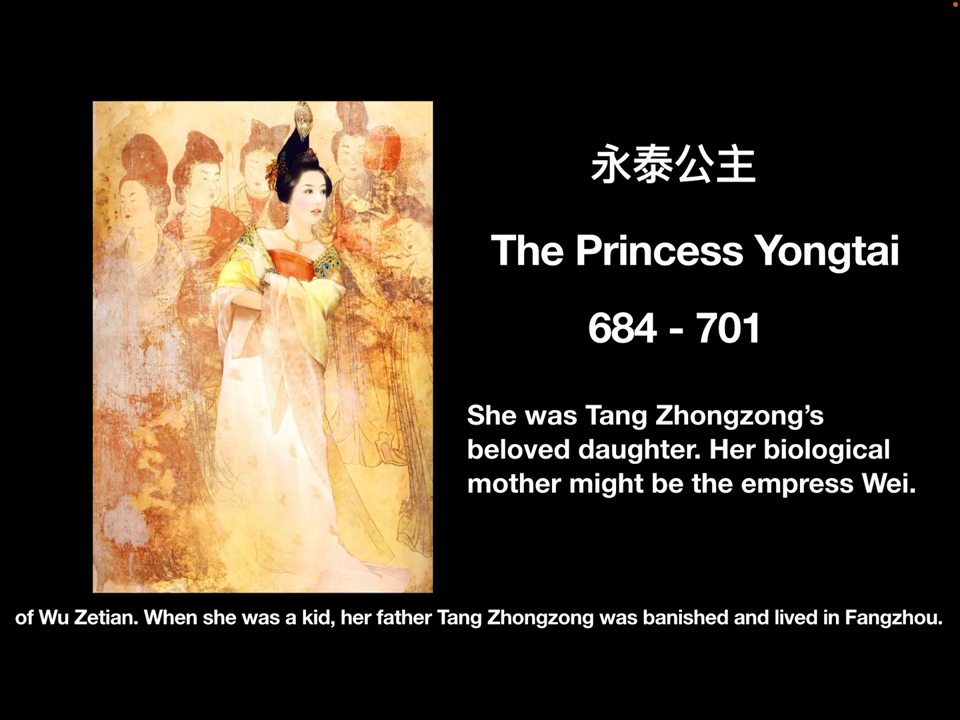 永泰公主
The Princess Yongtai
684 - 701
She was Tang Zhongzong’s
beloved daughter. Her biological
mother might be the empress Wei.
of Wu Zetian. When she was a kid, her father Tang Zhongzong was banished and lived in Fangzhou.